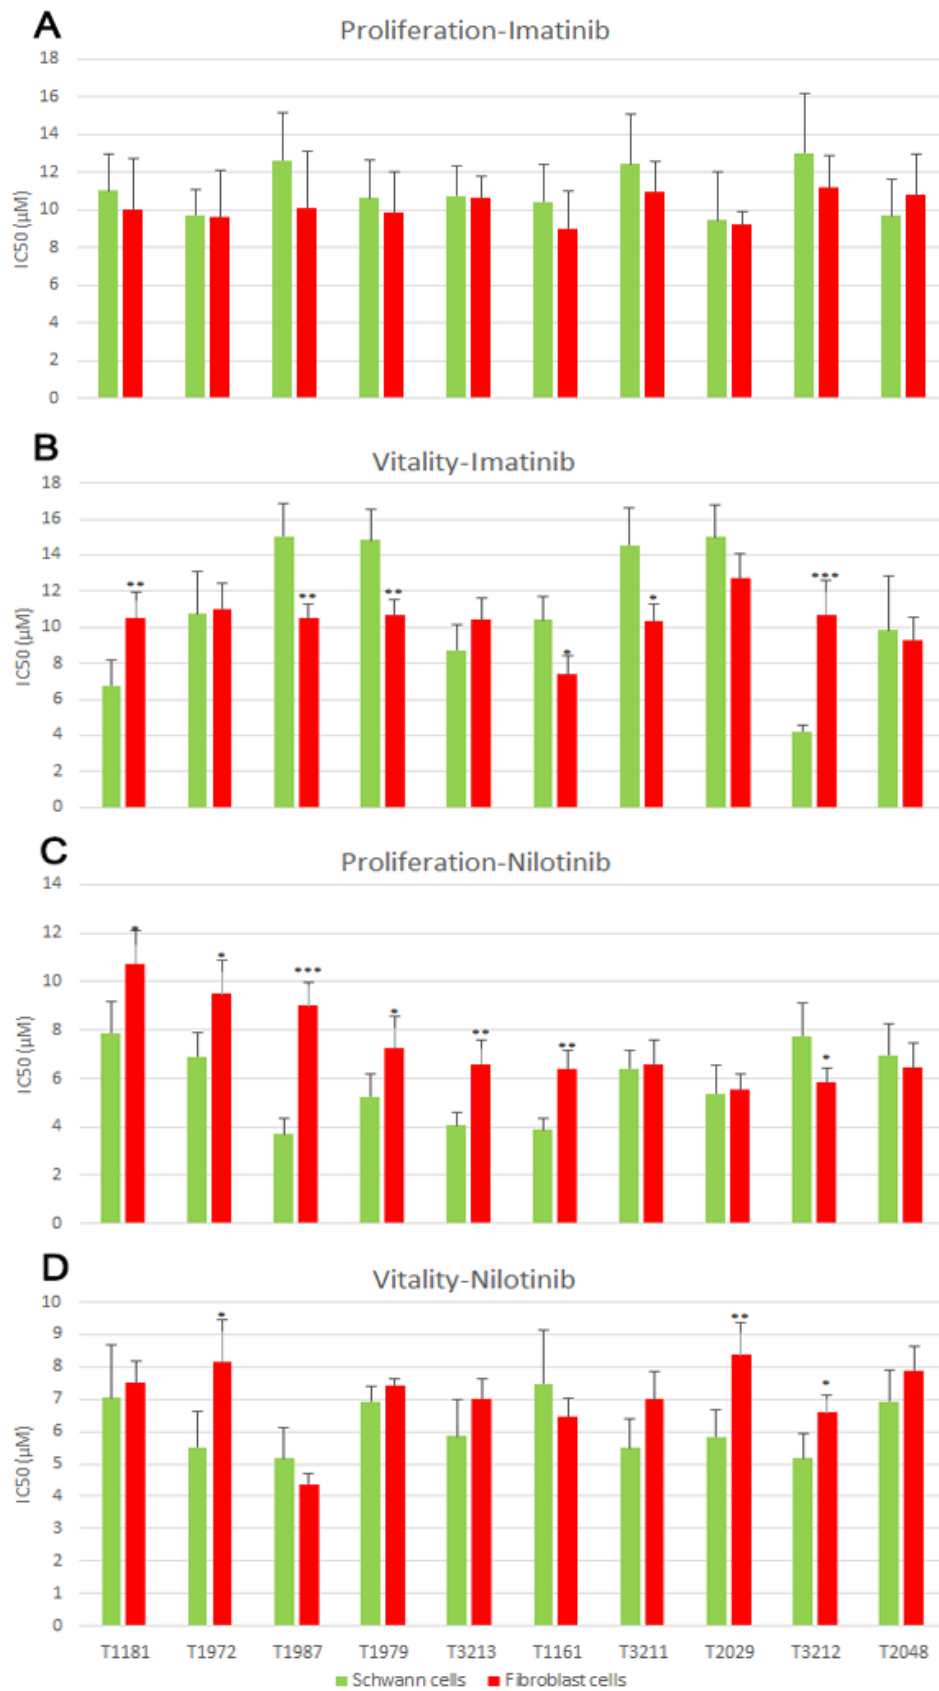 A
Proliferation-Imatinib
18
16
14
12
10
8
6
4
2
0
IC50 (μM)
B
Vitality-Imatinib
18
16
14
12
10
8
6
4
2
0
IC50 (μM)
** ** ** * * ***
C
Proliferation-Nilotinib
14
12
10
8
6
4
2
0
IC50 (μM)
* * *** * ** ** *
D
Vitality-Nilotinib
10
9
8
7
6
5
4
3
2
1
0
IC50 (μM)
* ** *
T1181 T1972 T1987 T1979 T3213 T1161 T3211 T2029 T3212 T2048
Schwann cells Fibroblast cells